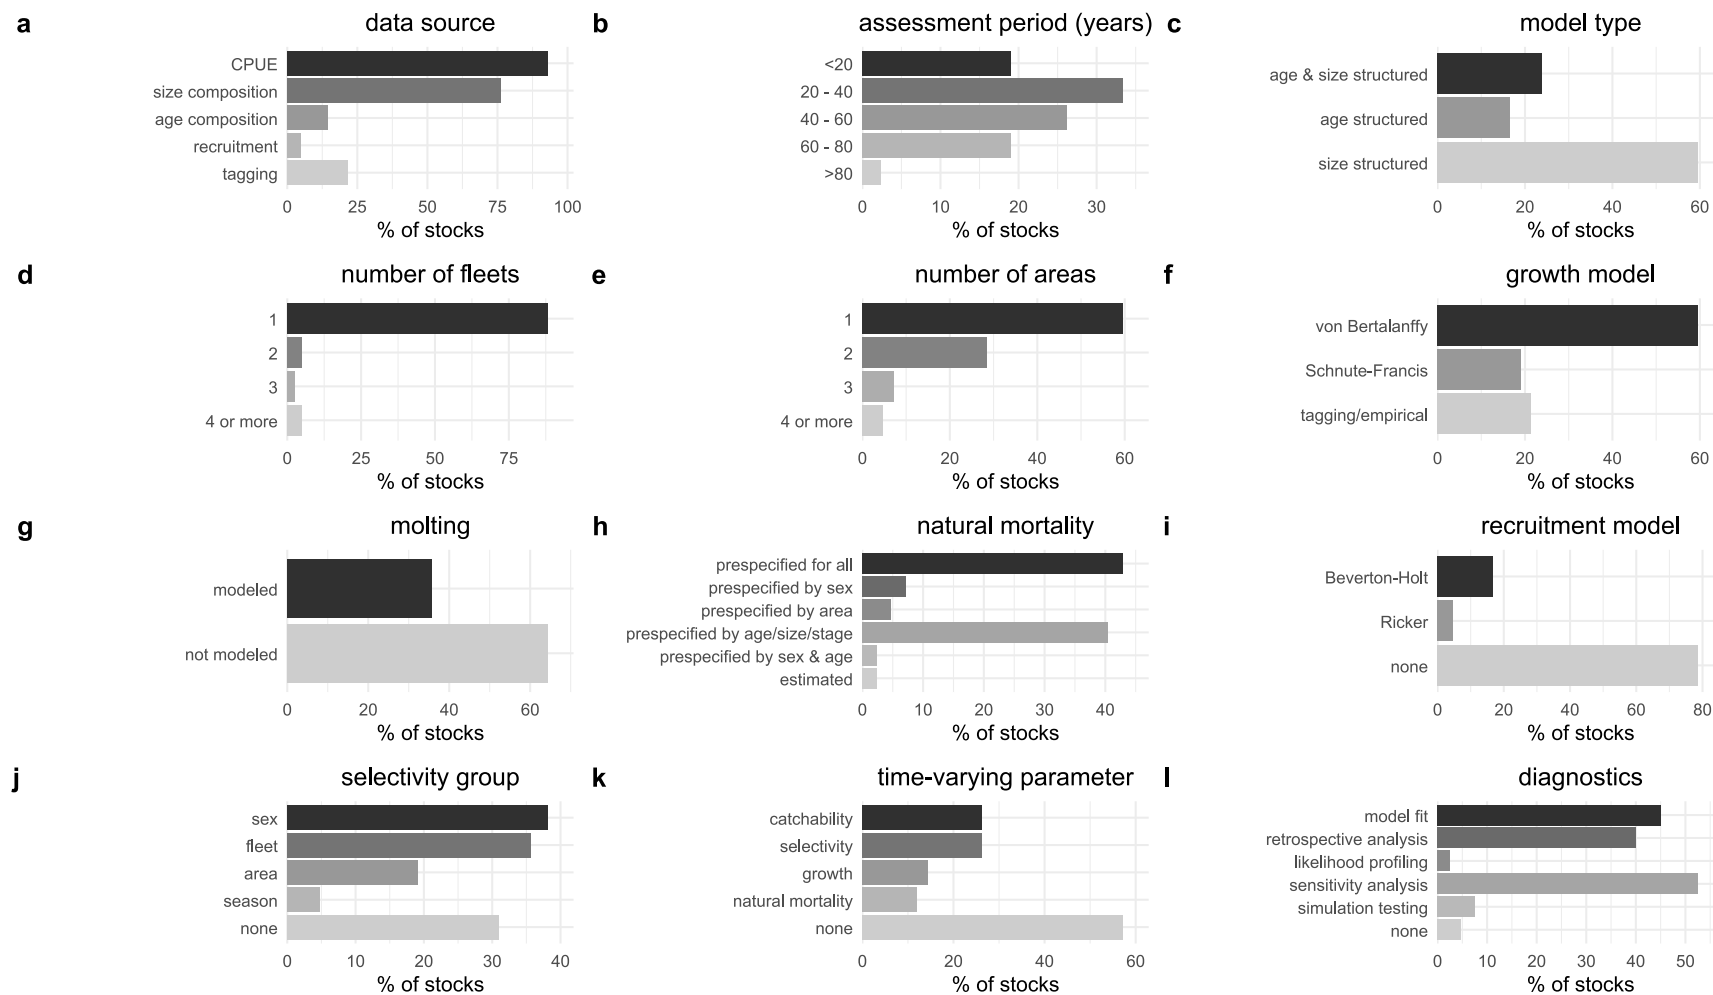 a
data source
CPUE
size composition
age composition
recruitment
tagging
0 25 50 75 100
% of stocks
b
assessment period (years)
<20
20 - 40
40 - 60
60 - 80
>80
0 10 20 30
% of stocks
c
model type
age & size structured
age structured
size structured
0 20 40 60
% of stocks
d
number of fleets
1
2
3
4 or more
0 25 50 75
% of stocks
e
number of areas
1
2
3
4 or more
0 20 40 60
% of stocks
f
growth model
von Bertalanffy
Schnute-Francis
tagging/empirical
0 20 40 60
% of stocks
g
molting
modeled
not modeled
0 20 40 60
% of stocks
h
natural mortality
prespecified for all
prespecified by sex
prespecified by area
prespecified by age/size/stage
prespecified by sex & age
estimated
0 10 20 30 40
% of stocks
i
recruitment model
Beverton-Holt
Ricker
none
0 20 40 60 80
% of stocks
j
selectivity group
sex
fleet
area
season
none
0 10 20 30 40
% of stocks
k
time-varying parameter
catchability
selectivity
growth
natural mortality
none
0 20 40 60
% of stocks
l
diagnostics
model fit
retrospective analysis
likelihood profiling
sensitivity analysis
simulation testing
none
0 10 20 30 40 50
% of stocks